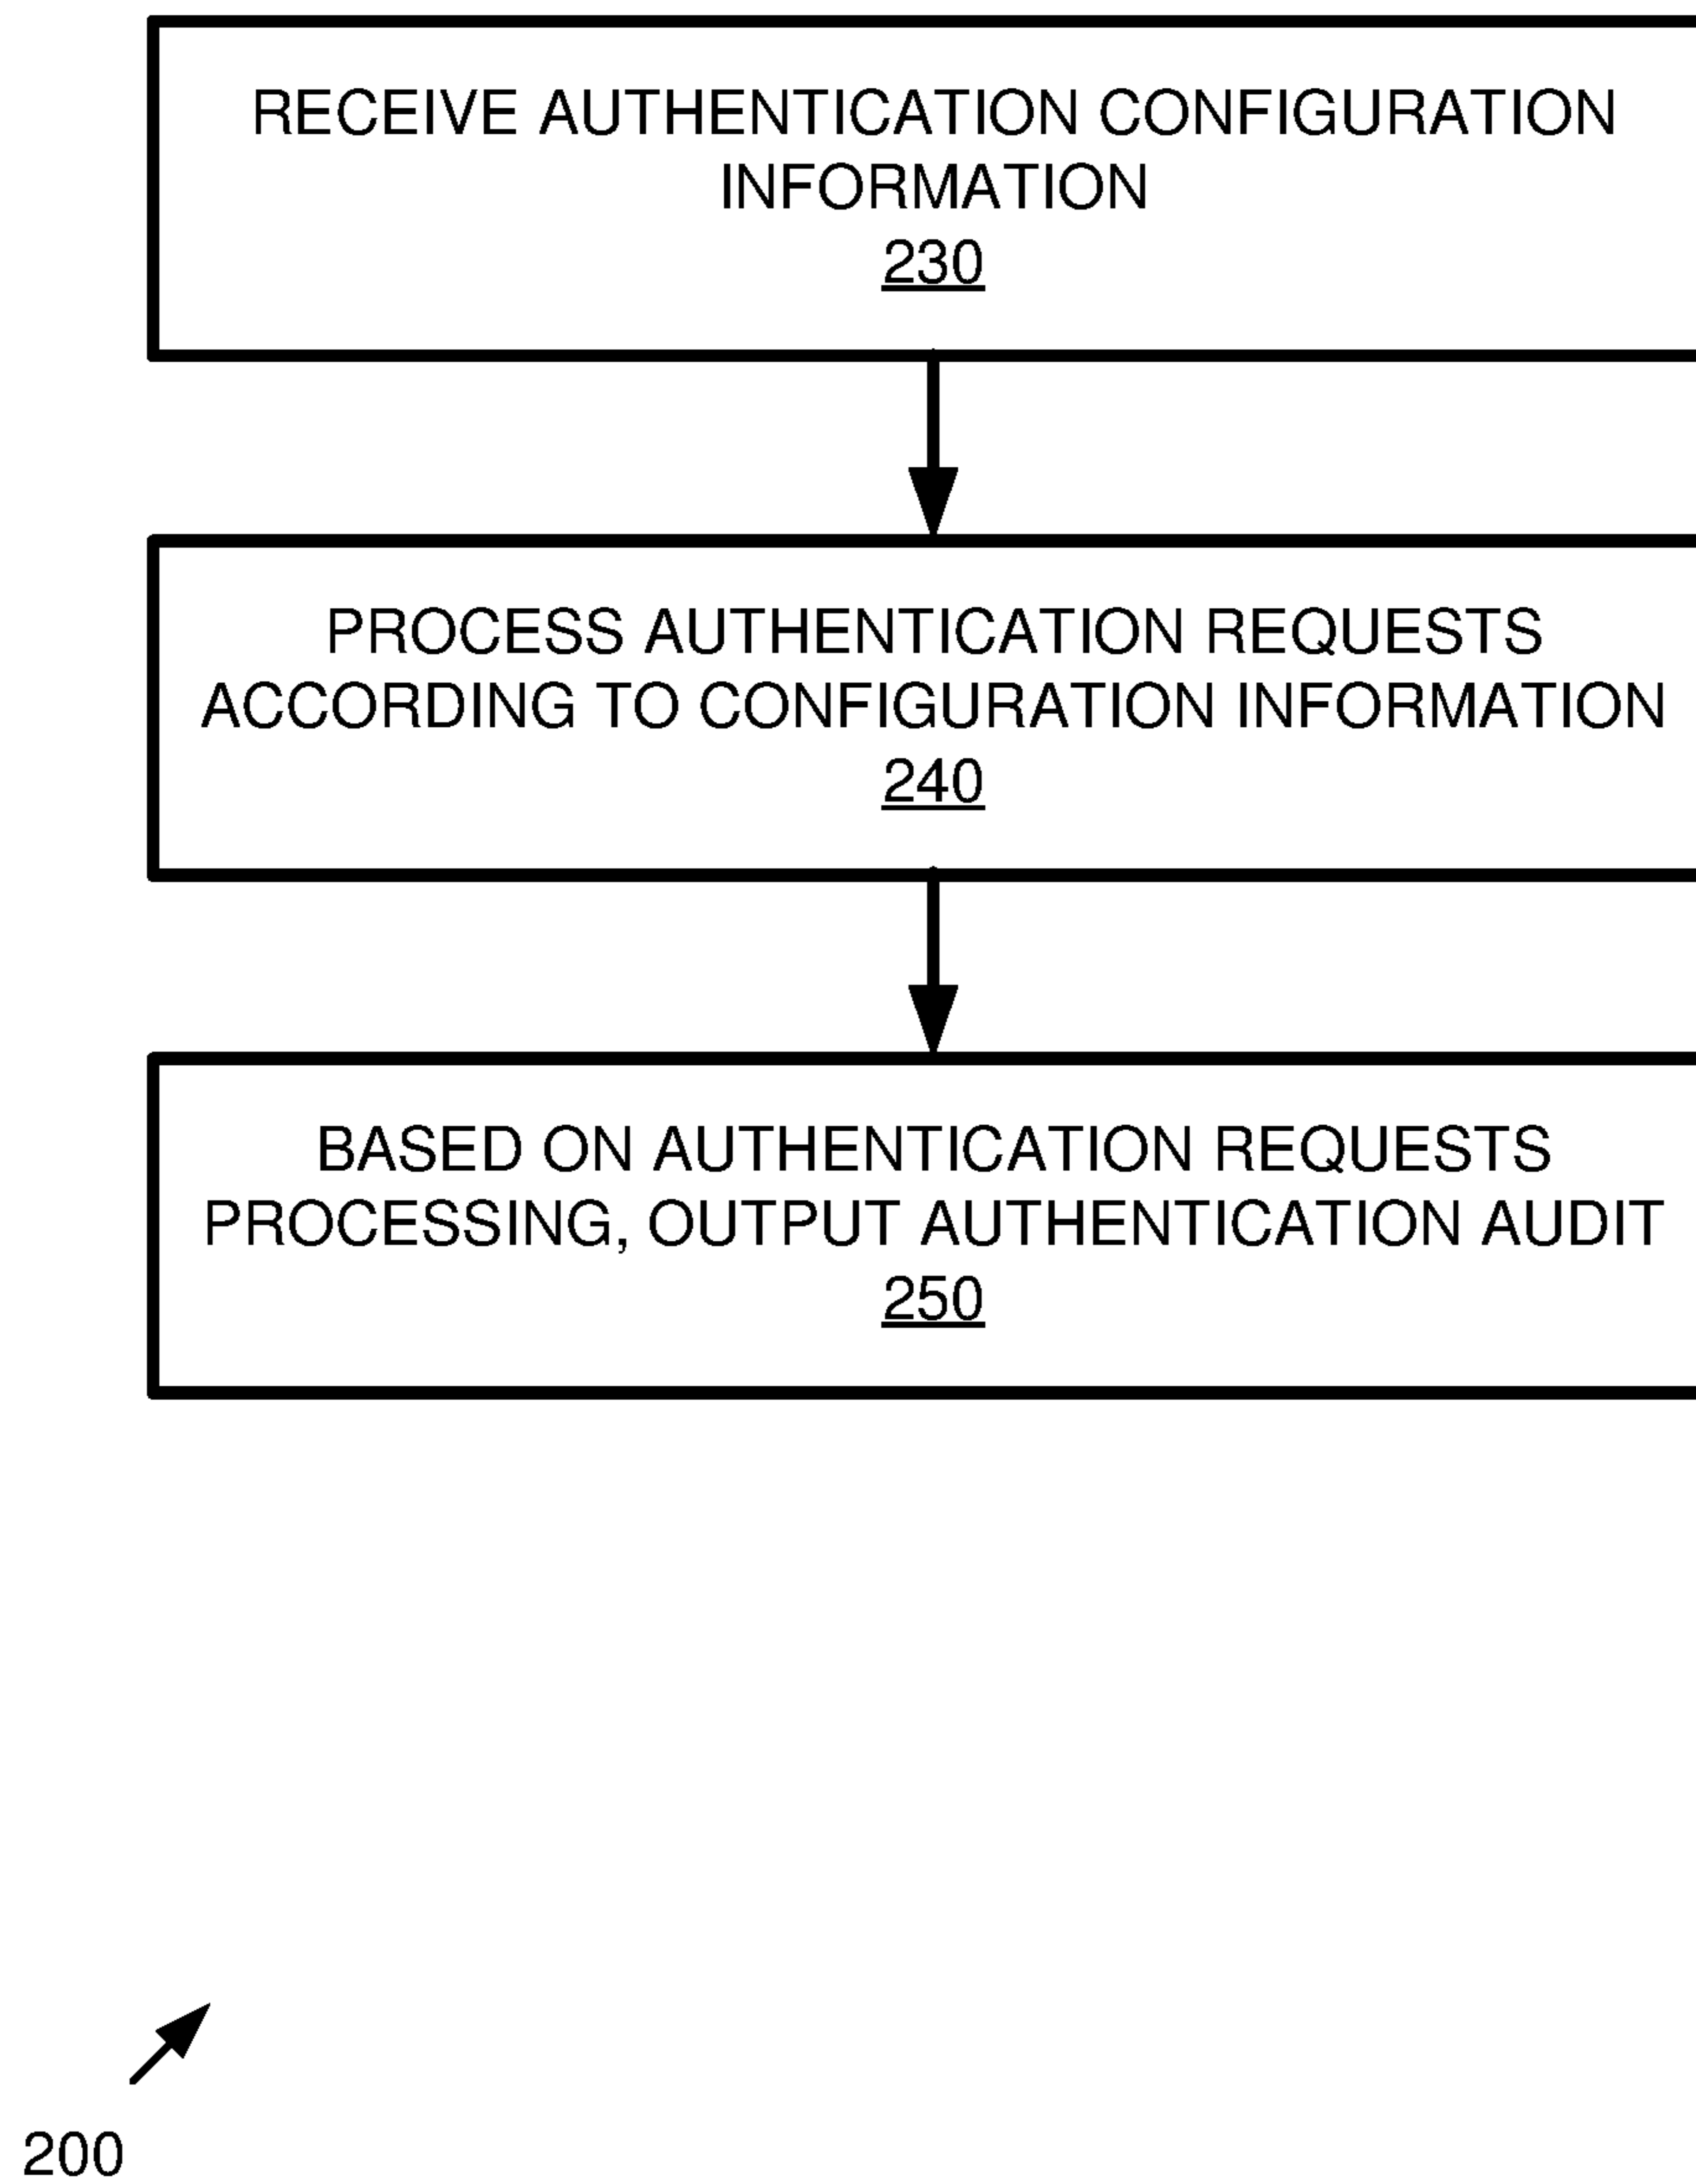 RECEIVE AUTHENTICATION CONFIGURATION
INFORMATION
230
PROCESS AUTHENTICATION REQUESTS
ACCORDING TO CONFIGURATION INFORMATION
240
BASED ON AUTHENTICATION REQUESTS
PROCESSING, OUTPUT AUTHENTICATION AUDIT
250
200